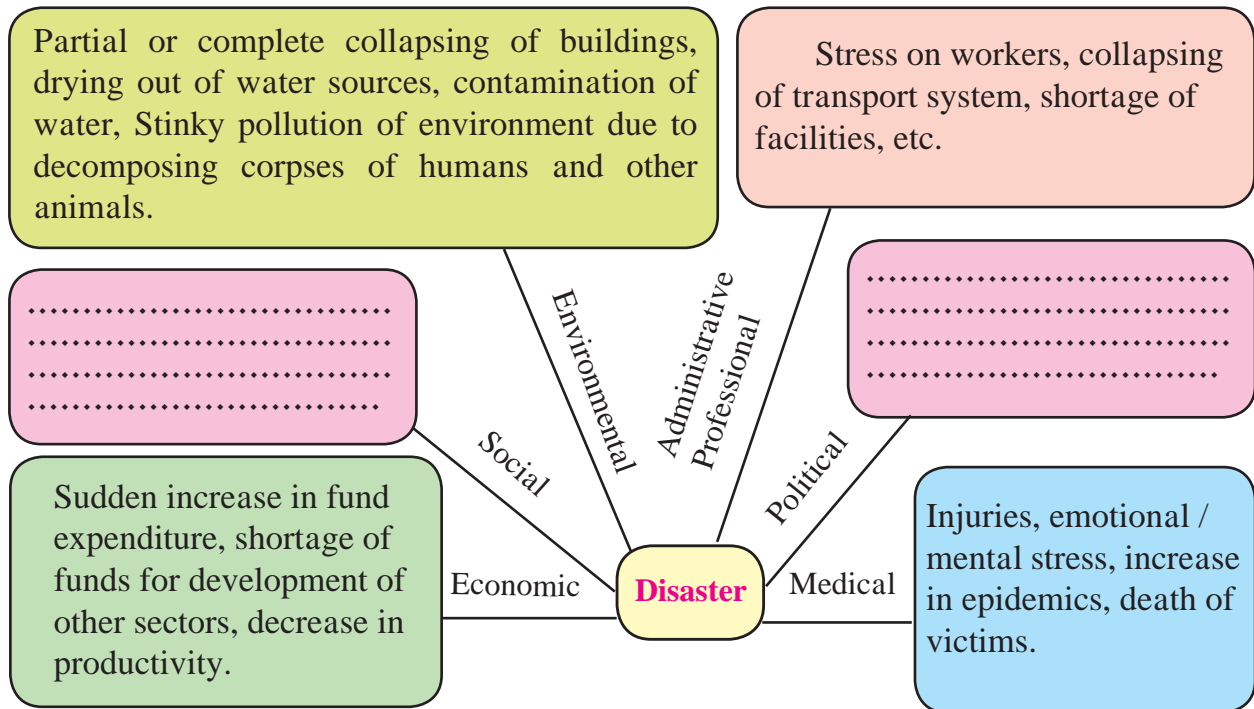 Partial or complete collapsing of buildings,
drying out of water sources, contamination of
water, Stinky pollution of environment due to
decomposing corpses of humans and other
animals.
Stress on workers, collapsing
of transport system, shortage of
facilities, etc.
Environmental
Administrative
Professional
Social
Political
Sudden increase in fund
expenditure, shortage of
funds for development of
other sectors, decrease in
productivity.
Economic
Disaster
Medical
Injuries, emotional /
mental stress, increase
in epidemics, death of
victims.